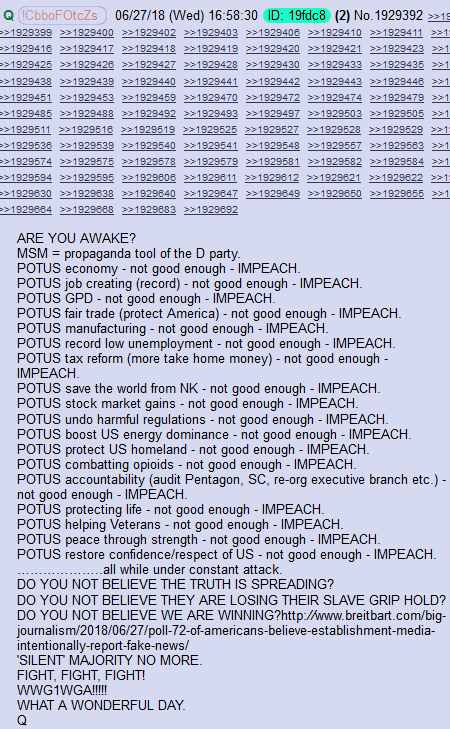 Q !CbboFOtcZs 06/27/18 (Wed) 16:58:30 ID: 19fdc8 (2) No.1929392
>>1929399 >>1929400 >>1929402 >>1929403 >>1929406 >>1929410 >>1929411
>>1929416 >>1929417 >>1929418 >>1929419 >>1929420 >>1929421 >>1929423
>>1929425 >>1929426 >>1929427 >>1929428 >>1929430 >>1929433 >>1929435
>>1929438 >>1929439 >>1929440 >>1929441 >>1929442 >>1929443 >>1929446
>>1929451 >>1929453 >>1929459 >>1929470 >>1929472 >>1929474 >>1929479
>>1929485 >>1929488 >>1929492 >>1929493 >>1929497 >>1929503 >>1929505
>>1929511 >>1929516 >>1929519 >>1929525 >>1929527 >>1929528 >>1929529
>>1929536 >>1929539 >>1929540 >>1929541 >>1929548 >>1929557 >>1929563
>>1929574 >>1929575 >>1929578 >>1929579 >>1929581 >>1929582 >>1929584
>>1929594 >>1929595 >>1929606 >>1929611 >>1929612 >>1929621 >>1929622
>>1929630 >>1929638 >>1929640 >>1929647 >>1929649 >>1929650 >>1929655
>>1929664 >>1929668 >>1929683 >>1929692
ARE YOU AWAKE?
MSM = propaganda tool of the D party.
POTUS economy - not good enough - IMPEACH.
POTUS job creating (record) - not good enough - IMPEACH.
POTUS GPD - not good enough - IMPEACH.
POTUS fair trade (protect America) - not good enough - IMPEACH.
POTUS manufacturing - not good enough - IMPEACH.
POTUS record low unemployment - not good enough - IMPEACH.
POTUS tax reform (more take home money) - not good enough -
IMPEACH.
POTUS save the world from NK - not good enough - IMPEACH.
POTUS stock market gains - not good enough - IMPEACH.
POTUS undo harmful regulations - not good enough - IMPEACH.
POTUS boost US energy dominance - not good enough - IMPEACH.
POTUS protect US homeland - not good enough - IMPEACH.
POTUS combatting opioids - not good enough - IMPEACH.
POTUS accountability (audit Pentagon, SC, re-org executive branch etc.) -
not good enough - IMPEACH.
POTUS protecting life - not good enough - IMPEACH.
POTUS helping Veterans - not good enough - IMPEACH.
POTUS peace through strength - not good enough - IMPEACH.
POTUS restore confidence/respect of US - not good enough - IMPEACH.
………………..all while under constant attack.
DO YOU NOT BELIEVE THE TRUTH IS SPREADING?
DO YOU NOT BELIEVE THEY ARE LOSING THEIR SLAVE GRIP HOLD?
DO YOU NOT BELIEVE WE ARE WINNING?http://www.breitbart.com/big-
journalism/2018/06/27/poll-72-of-americans-believe-establishment-media-
intentionally-report-fake-news/
'SILENT' MAJORITY NO MORE.
FIGHT, FIGHT, FIGHT!
WWG1WGA!!!!!
WHAT A WONDERFUL DAY.
Q